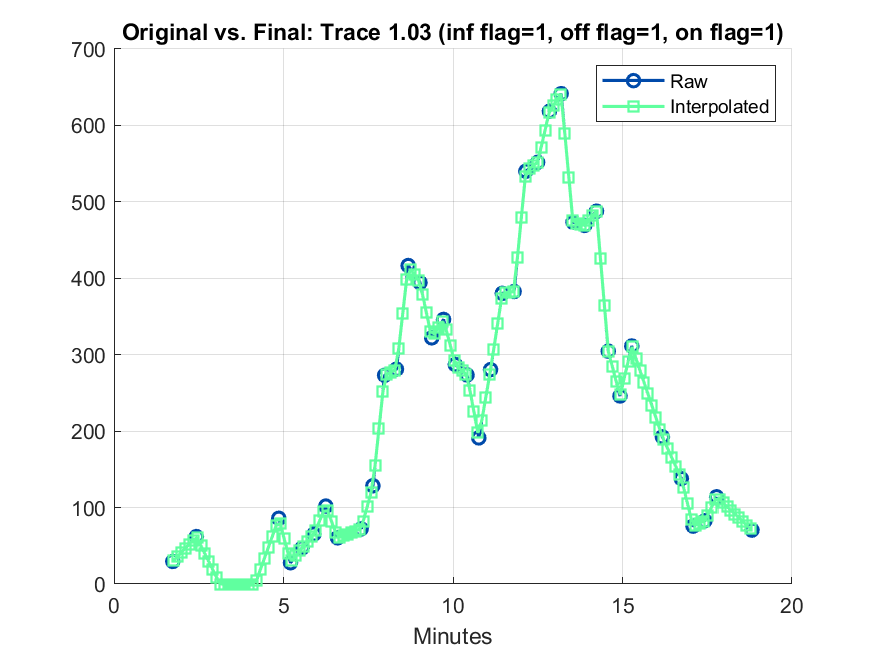 Original vs. Final: Trace 1.03 (inf flag=1, off flag=1, on flag=1)
700
600
500
400
300
200
100
0
Raw
Interpolated
0 5 10 15 20
Minutes